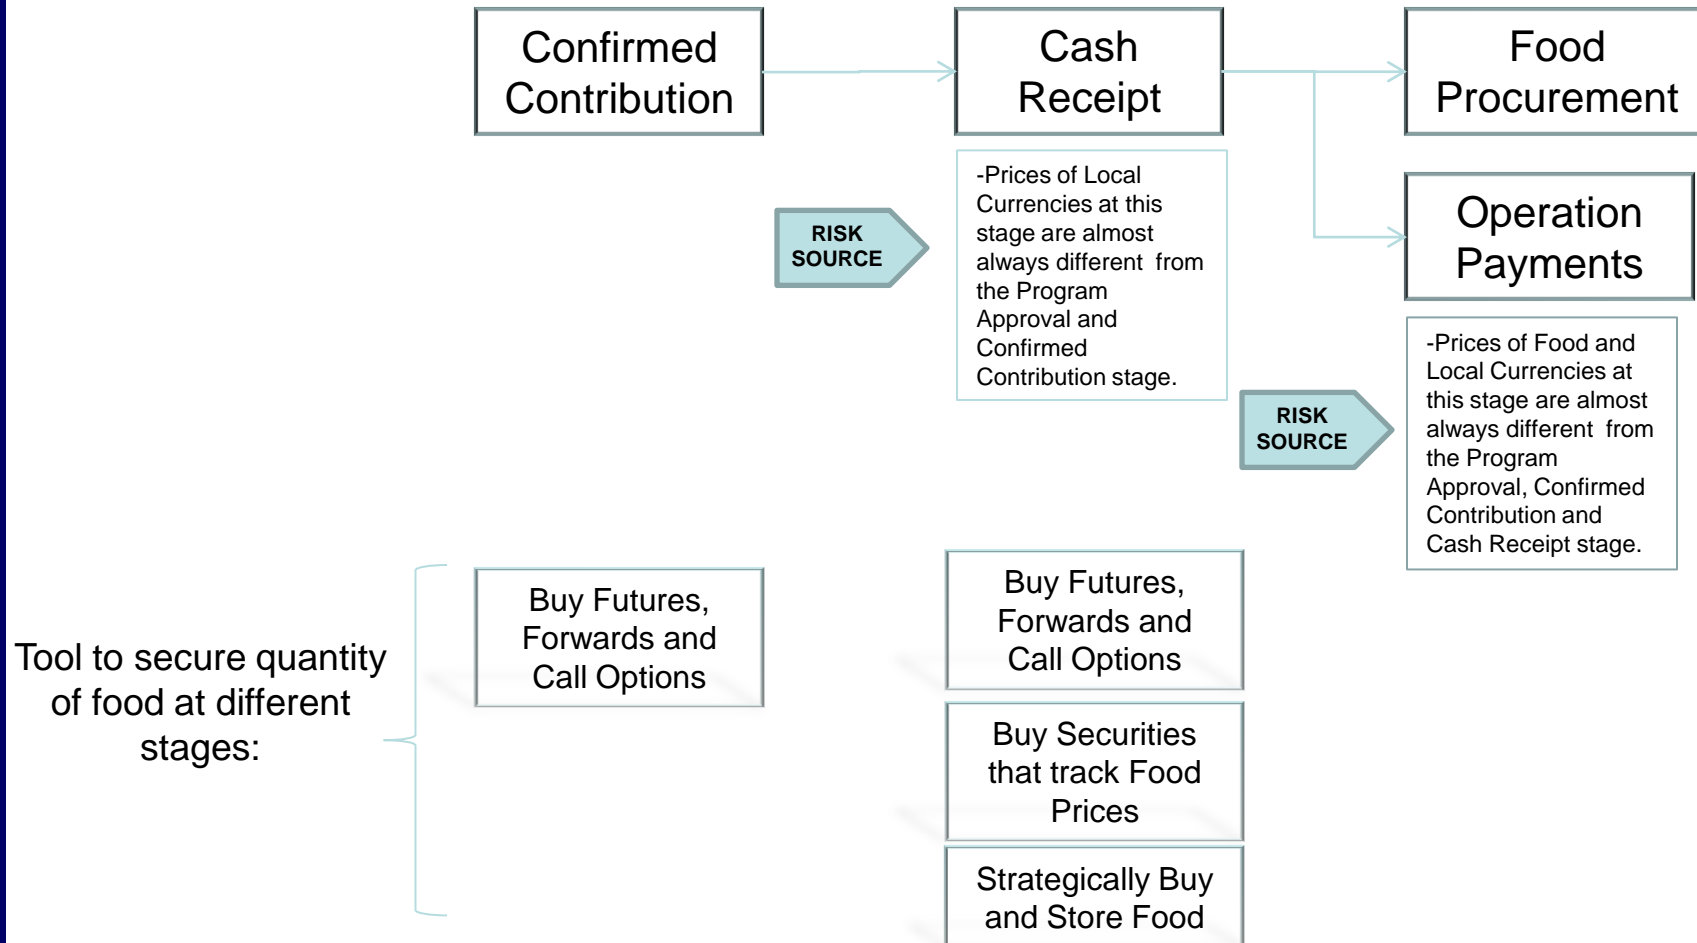 Confirmed
Contribution
Cash
Receipt
Food
Procurement
RISK
SOURCE
-Prices of Local
Currencies at this
stage are almost
always different  from
the Program
Approval and
Confirmed
Contribution stage.
Operation
Payments
RISK
SOURCE
-Prices of Food and
Local Currencies at
this stage are almost
always different  from
the Program
Approval, Confirmed
Contribution and
Cash Receipt stage.
Tool to secure quantity
of food at different
stages:
Buy Futures,
Forwards and
Call Options
Buy Futures,
Forwards and
Call Options
Buy Securities
that track Food
Prices
Strategically Buy
and Store Food